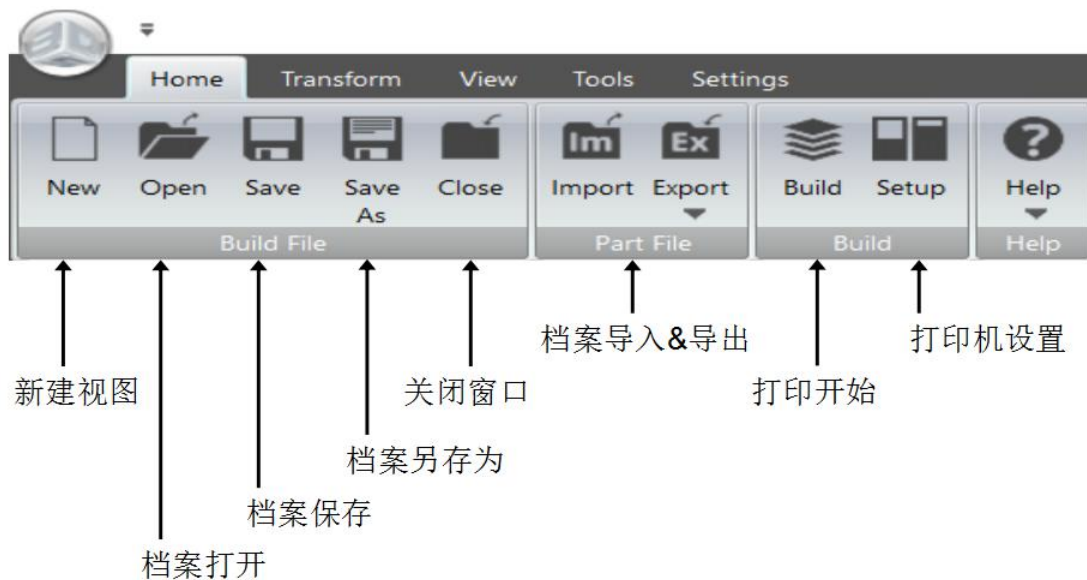 3D
Home Transform View Tools Settings
New Open Save Save As Close Import Export Build Setup Help
Build File Part File Build Help
档案导入&导出 打印机设置
新建视图 关闭窗口 打印开始
档案另存为
档案保存
档案打开